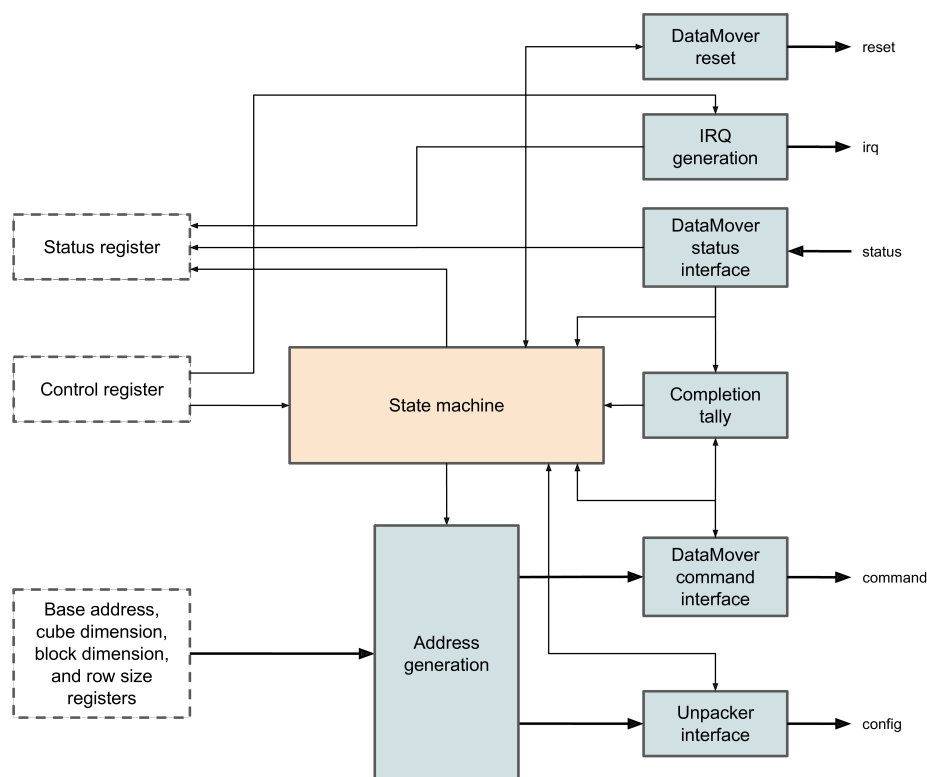 DataMover
reset
reset
IRQ
generation
irq
Status register
DataMover
status
interface
status
Control register
State machine
Completion
tally
DataMover
command
interface
command
Base address,
cube dimension,
block dimension,
and row size
registers
Address
generation
Unpacker
interface
config